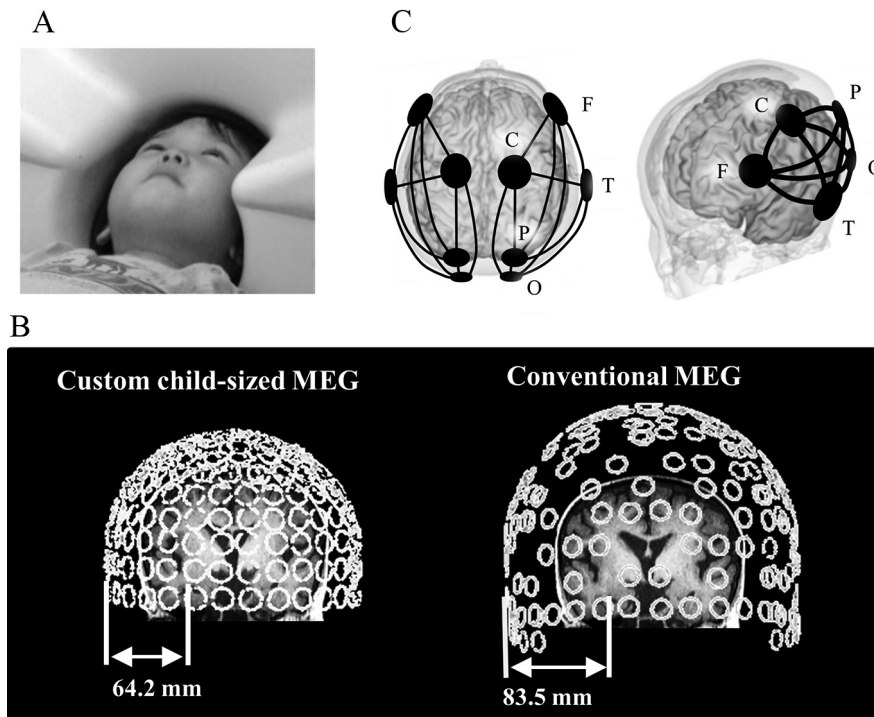 A
C
F
C
T
P
O
C
P
F
O
T
B
Custom child-sized MEG
Conventional MEG
64.2 mm
83.5 mm